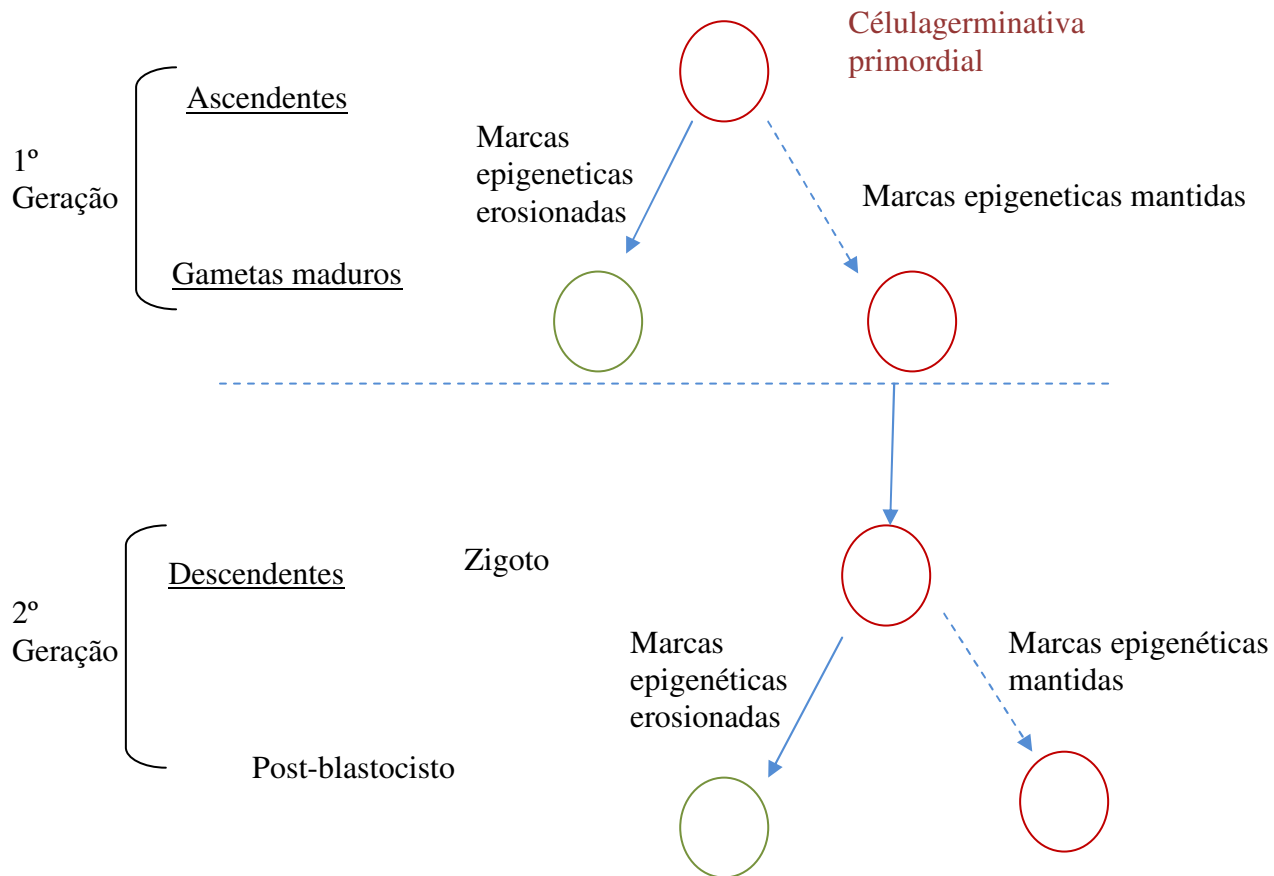 Célulagerminativa
primordial
Ascendentes
Marcas
epigeneticas
erosionadas
1º
Geração
Marcas epigeneticas mantidas
Gametas maduros
Descendentes
Zigoto
2º
Geração
Marcas
epigenéticas
erosionadas
Marcas epigenéticas
mantidas
Post-blastocisto